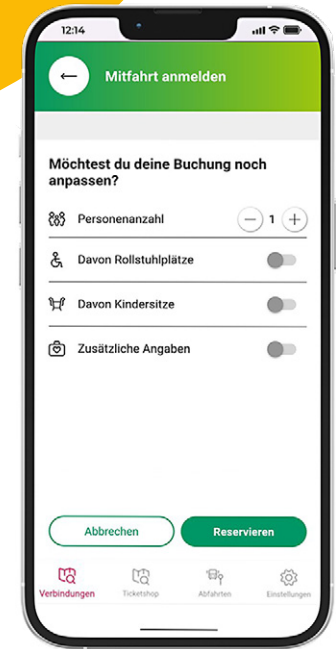 12:14
Mitfahrt anmelden
Möchtest du deine Buchung noch
anpassen?
Personenanzahl 1
Davon Rollstuhlplätze
Davon Kindersitze
Zusätzliche Angaben
Abbrechen Reservieren
Verbindungen Ticketshop Abfahrten Einstellungen